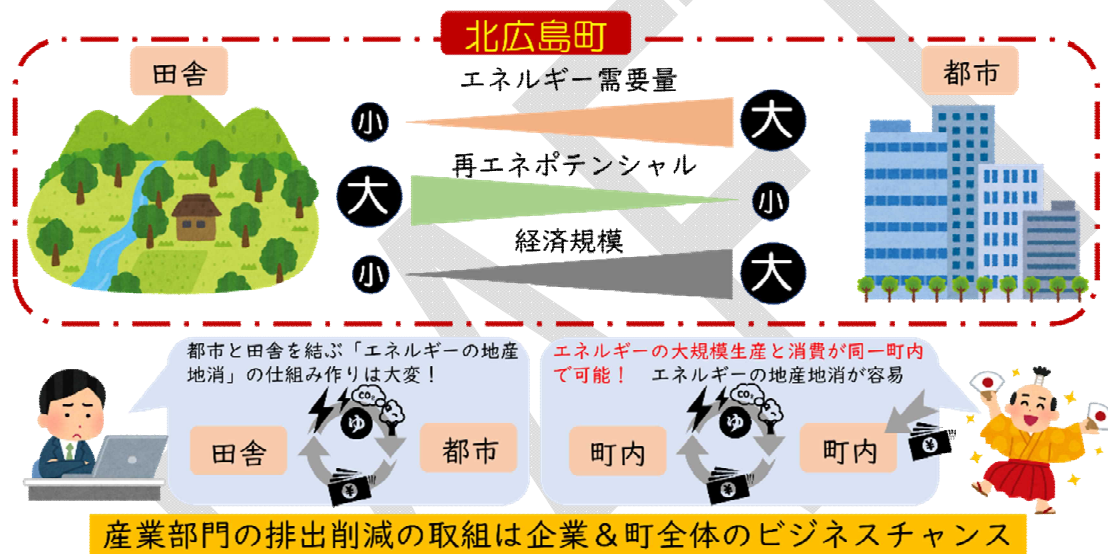 北広島町
田舎
都市
エネルギー需要量
小
大
再エネポテンシャル
大
小
経済規模
小
大
都市と田舎を結ぶ「エネルギーの地産
地消」の仕組み作りは大変!
CO₂
ゆ
田舎
都市
¥
エネルギーの大規模生産と消費が同一町内
で可能! エネルギーの地産地消が容易
CO₂
ゆ
町内
町内
¥
¥
産業部門の排出削減の取組は企業&町全体のビジネスチャンス